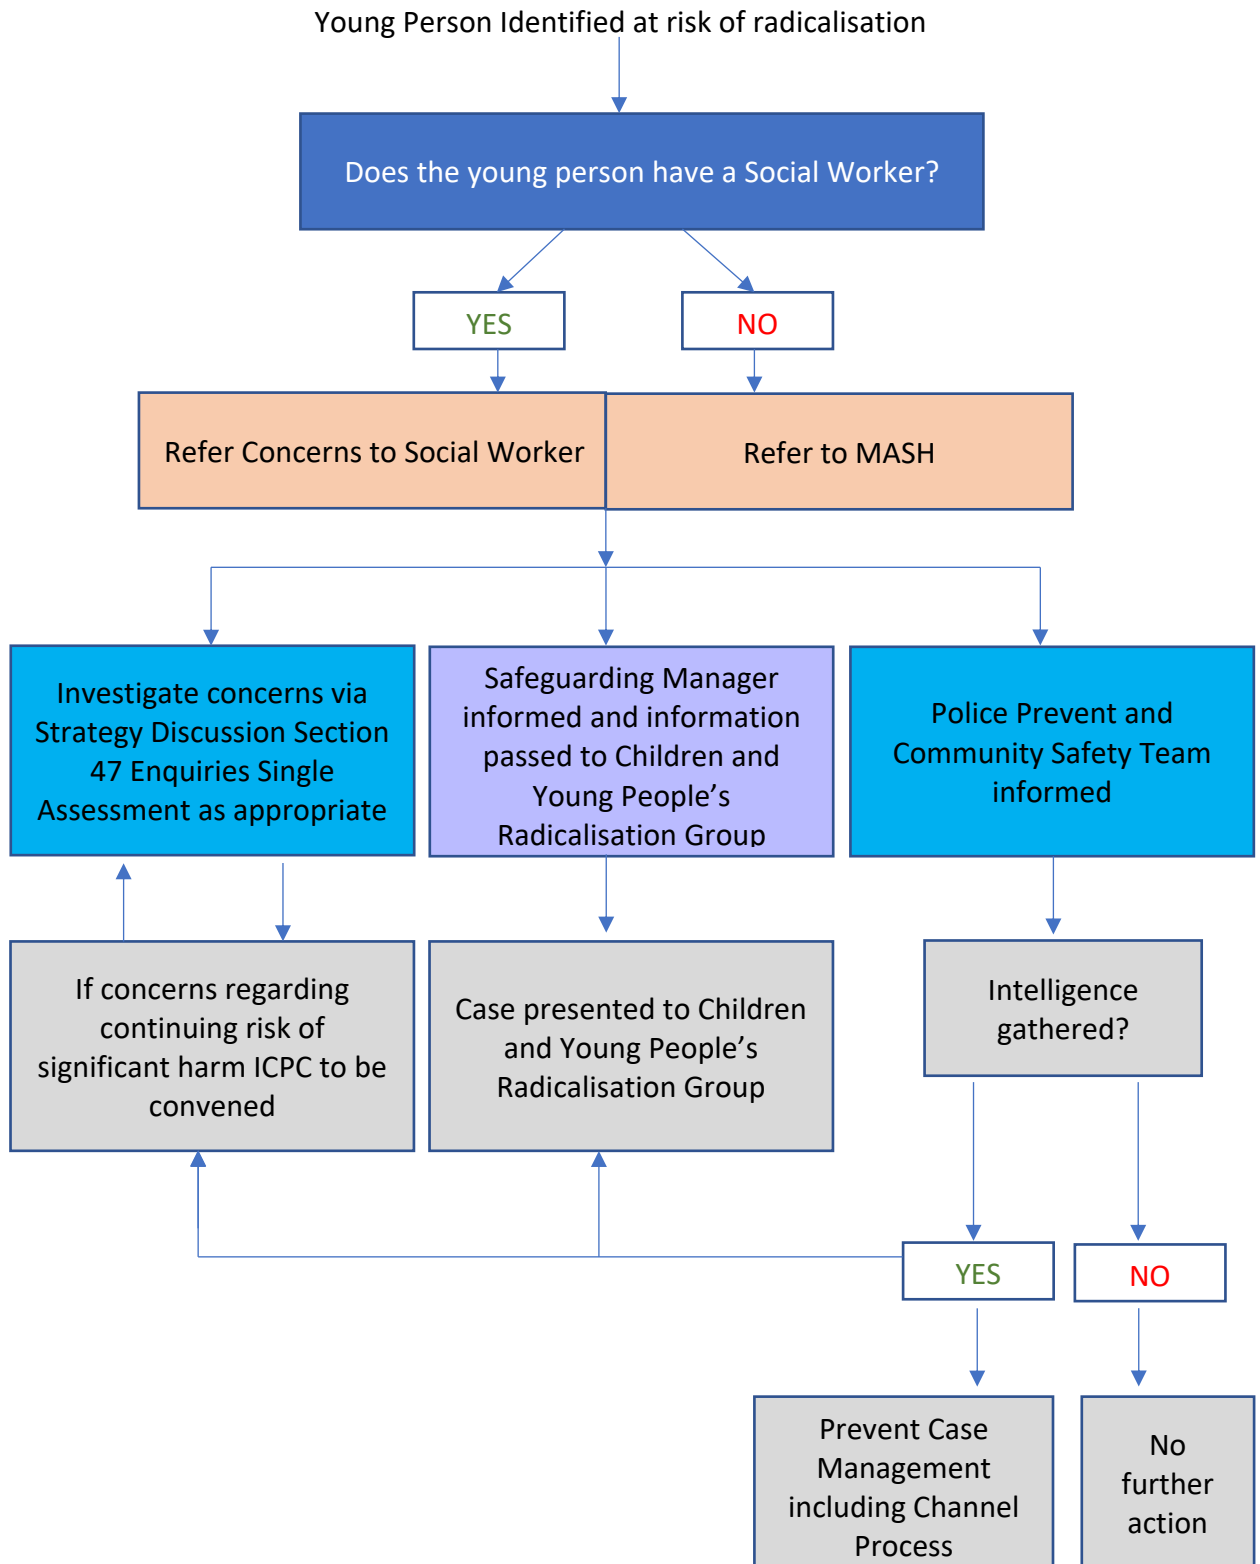 Young Person Identified at risk of radicalisation
Does the young person have a Social Worker?
YES
NO
Refer Concerns to Social Worker
Refer to MASH
Investigate concerns via
Strategy Discussion Section
47 Enquiries Single
Assessment as appropriate
Safeguarding Manager
informed and information
passed to Children and
Young People’s
Radicalisation Group
Police Prevent and
Community Safety Team
informed
If concerns regarding
continuing risk of
significant harm ICPC to be
convened
Case presented to Children
and Young People’s
Radicalisation Group
Intelligence
gathered?
YES
NO
Prevent Case
Management
including Channel
Process
No
further
action